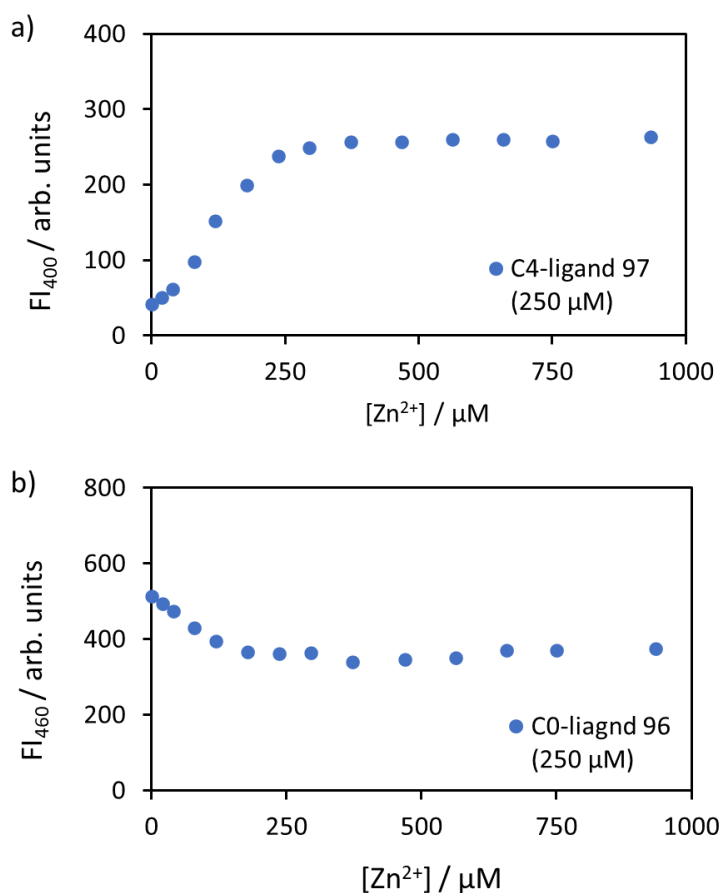 a)
400
300
200
100
0
FI₄₀₀ / arb. units
C4-ligand 97
(250 µM)
0 250 500 750 1000
[Zn²⁺] / µM
b)
800
600
400
200
0
FI₄₆₀ / arb. units
C0-liagnd 96
(250 µM)
0 250 500 750 1000
[Zn²⁺] / µM